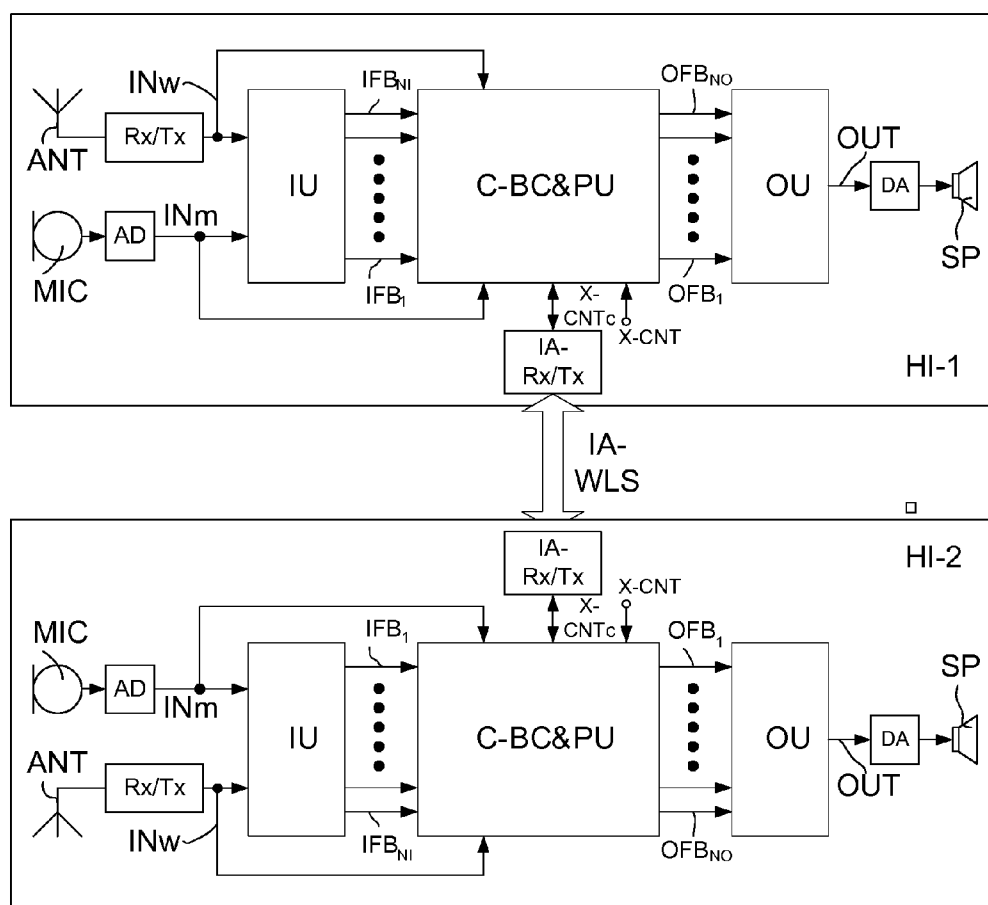 INw
IFB_NI
OFB_NO
Rx/Tx
ANT
IU
C-BC&PU
OU
OUT
DA
INm
AD
MIC
SP
IFB_1
OFB_1
X-
CNTc
X-CNT
IA-
Rx/Tx
HI-1
IA-
WLS
HI-2
IA-
Rx/Tx
X-
CNTc
X-CNT
MIC
IFB_1
OFB_1
SP
AD
INm
IU
C-BC&PU
OU
DA
ANT
OUT
Rx/Tx
INw
IFB_NI
OFB_NO